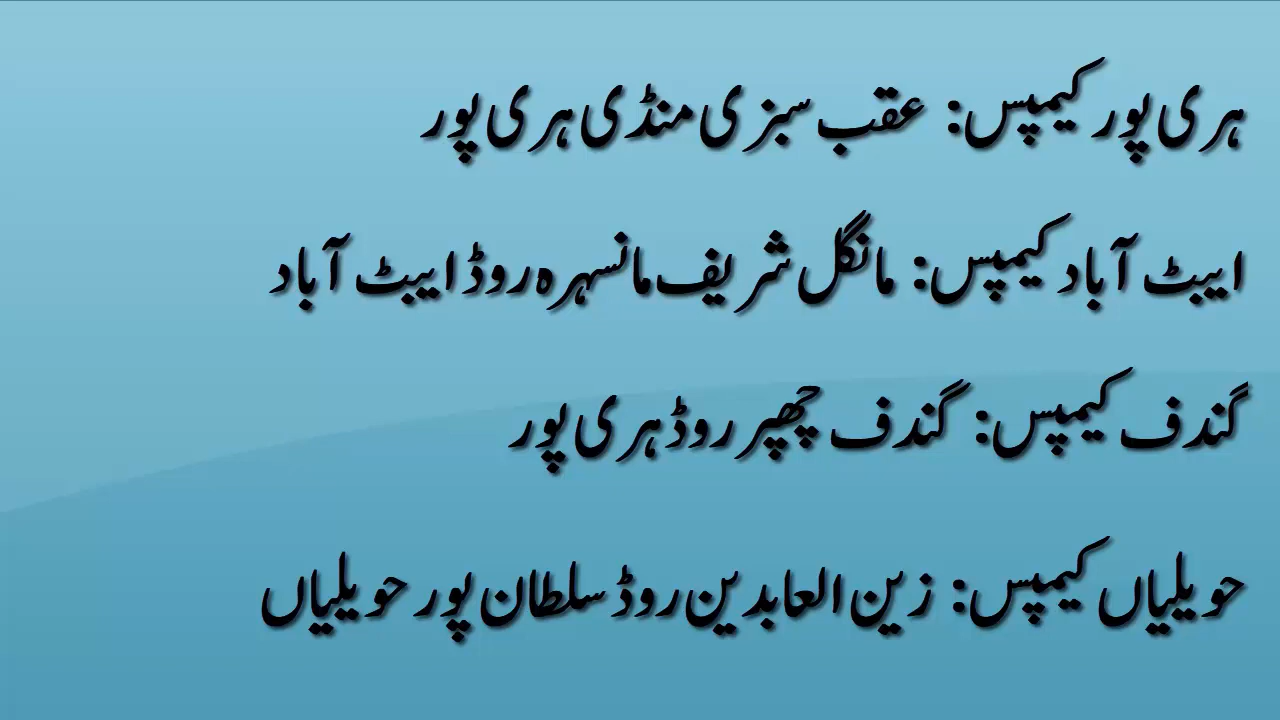 ہری پور کیمپس: عقب سبزی منڈی ہری پور
ایبٹ آباد کیمپس: مانگل شریف مانسہرہ روڈ ایبٹ آباد
گندف کیمپس: گندف چھپر روڈ ہری پور
حویلیاں کیمپس: زین العابدین روڈ سلطان پور حویلیاں